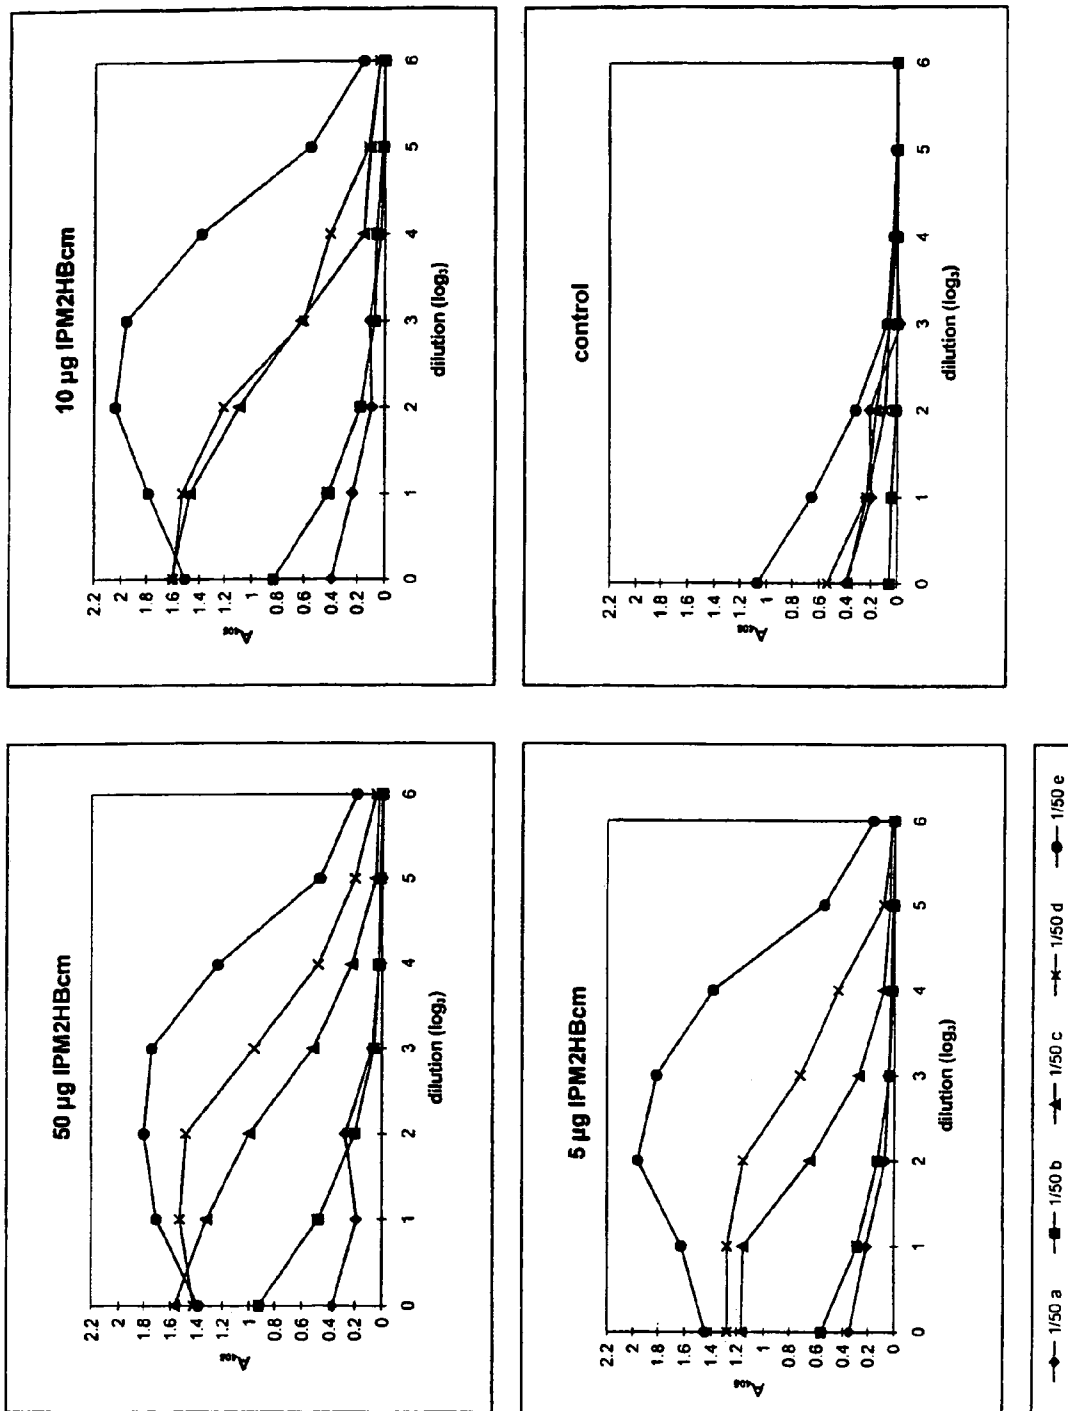 50 µg IPM2HBcm
2.2
2
1.8
1.6
1.4
1.2
1
0.8
0.6
0.4
0.2
0
A₄₀₅
0 1 2 3 4 5 6
dilution (log₃)
10 µg IPM2HBcm
2.2
2
1.8
1.6
1.4
1.2
1
0.8
0.6
0.4
0.2
0
A₄₀₅
0 1 2 3 4 5 6
dilution (log₃)
5 µg IPM2HBcm
2.2
2
1.8
1.6
1.4
1.2
1
0.8
0.6
0.4
0.2
0
A₄₀₅
0 1 2 3 4 5 6
dilution (log₃)
control
2.2
2
1.8
1.6
1.4
1.2
1
0.8
0.6
0.4
0.2
0
A₄₀₅
0 1 2 3 4 5 6
dilution (log₃)
1/50 a 1/50 b 1/50 c 1/50 d 1/50 e